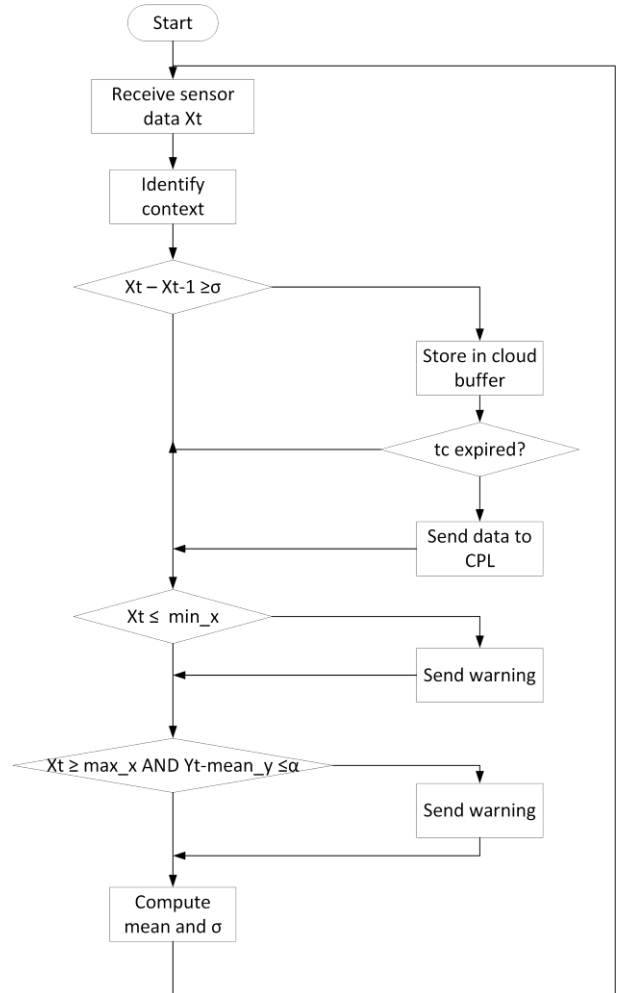 Start
Receive sensor
data Xt
Identify
context
Xt – Xt-1 ≥σ
Store in cloud
buffer
tc expired?
Send data to
CPL
Xt ≤ min_x
Send warning
Xt ≥ max_x AND Yt-mean_y ≤α
Send warning
Compute
mean and σ